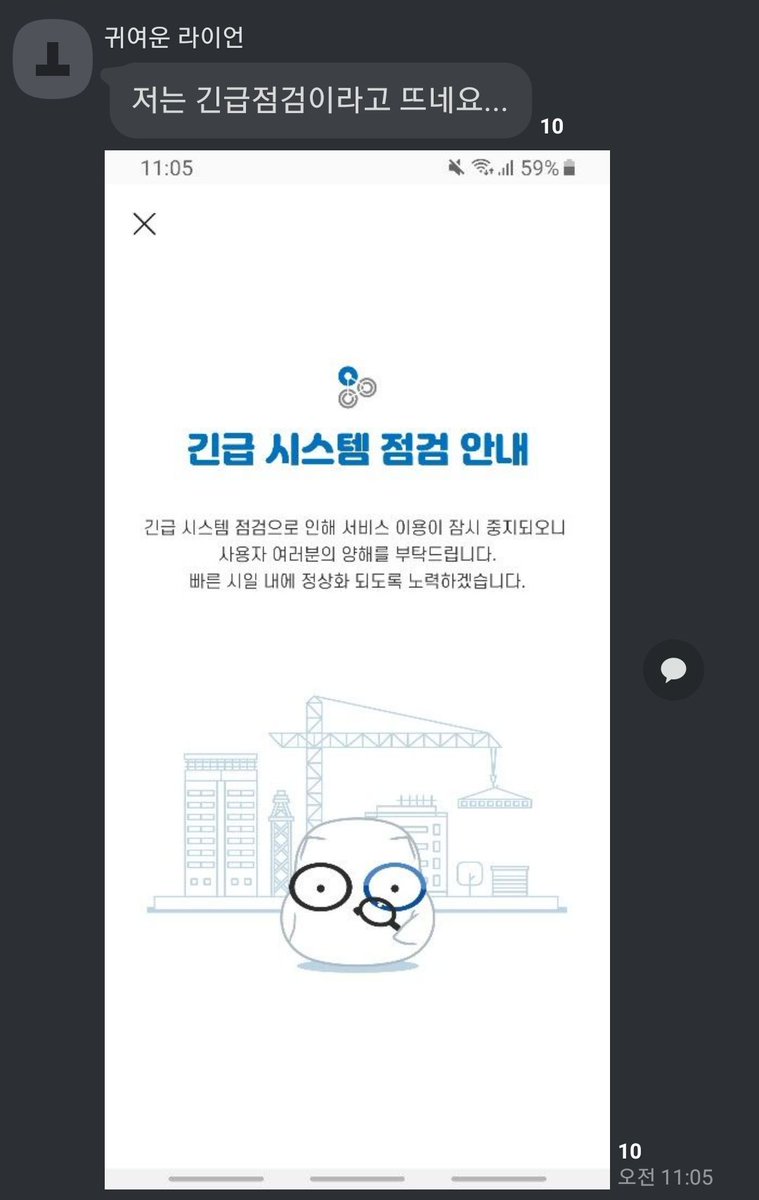 귀여운 라이언
저는 긴급점검이라고 뜨네요...
10
11:05
59%
긴급 시스템 점검 안내
긴급 시스템 점검으로 인해 서비스 이용이 잠시 중지되오니
사용자 여러분의 양해를 부탁드립니다.
빠른 시일 내에 정상화 되도록 노력하겠습니다.
10
오전 11:05